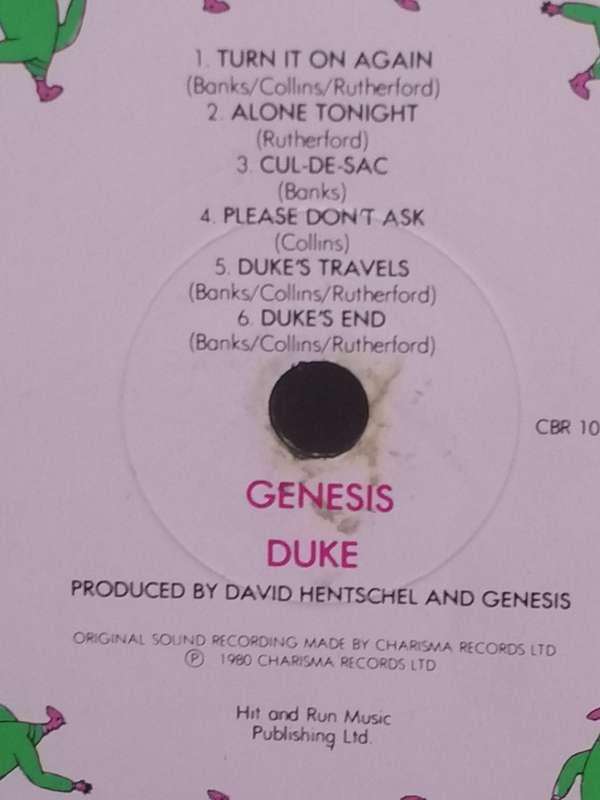 1. TURN IT ON AGAIN
(Banks/Collins/Rutherford)
2. ALONE TONIGHT
(Rutherford)
3. CUL-DE-SAC
(Banks)
4. PLEASE DON'T ASK
(Collins)
5. DUKE'S TRAVELS
(Banks/Collins/Rutherford)
6. DUKE'S END
(Banks/Collins/Rutherford)
CBR 10
GENESIS
DUKE
PRODUCED BY DAVID HENTSCHEL AND GENESIS
ORIGINAL SOUND RECORDING MADE BY CHARISMA RECORDS LTD
℗ 1980 CHARISMA RECORDS LTD
Hit and Run Music
Publishing Ltd.